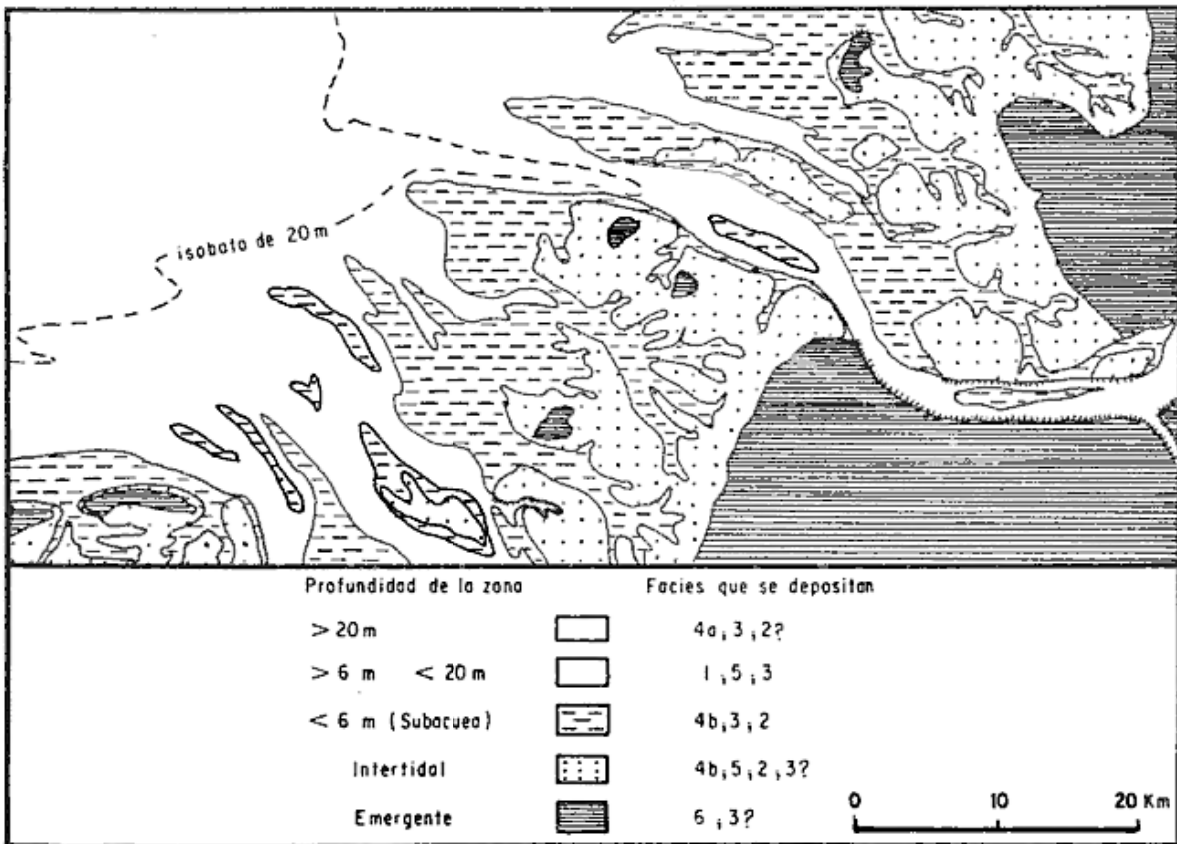 isobata de 20 m
Profundidad de la zona Facies que se depositan
> 20 m 4a, 3, 2?
> 6 m < 20 m 1, 5, 3
< 6 m (Subacuea) 4b, 3, 2
Intertidal 4b, 5, 2, 3?
Emergente 6, 3?
0 10 20 Km